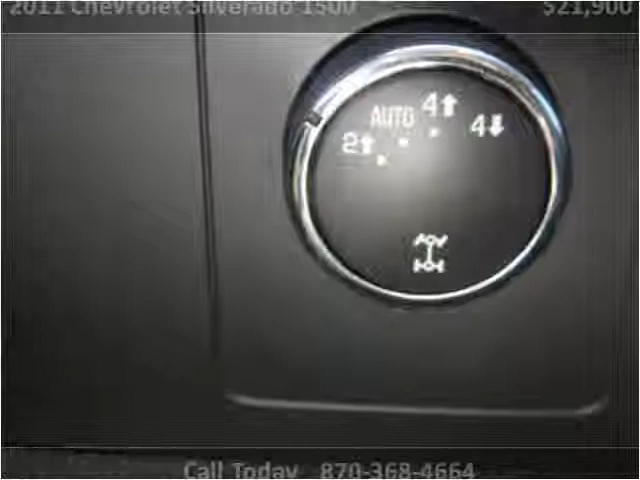 2011 Chevrolet Silverado 1500 $21,900
AUTO 4⬆
2⬆ 4⬇
Call Today 870-368-4664